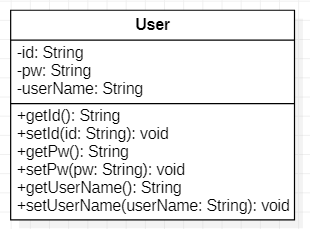 User
-id: String
-pw: String
-userName: String
+getId(): String
+setId(id: String): void
+getPw(): String
+setPw(pw: String): void
+getUserName(): String
+setUserName(userName: String): void